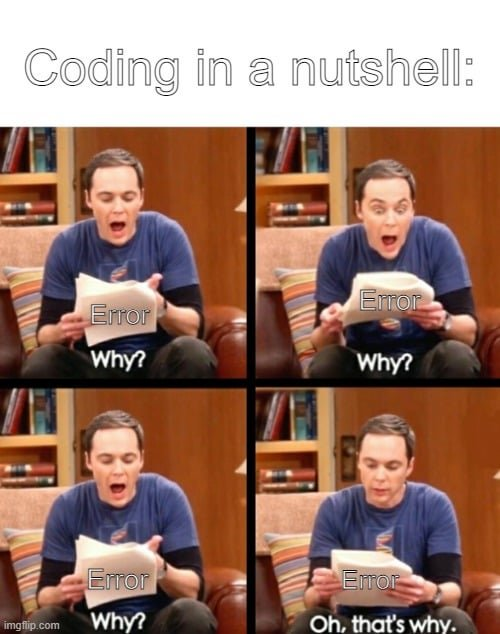 Coding in a nutshell:
Error
Why?
Error
Why?
Error
Why?
Error
Oh, that's why.
imgflip.com